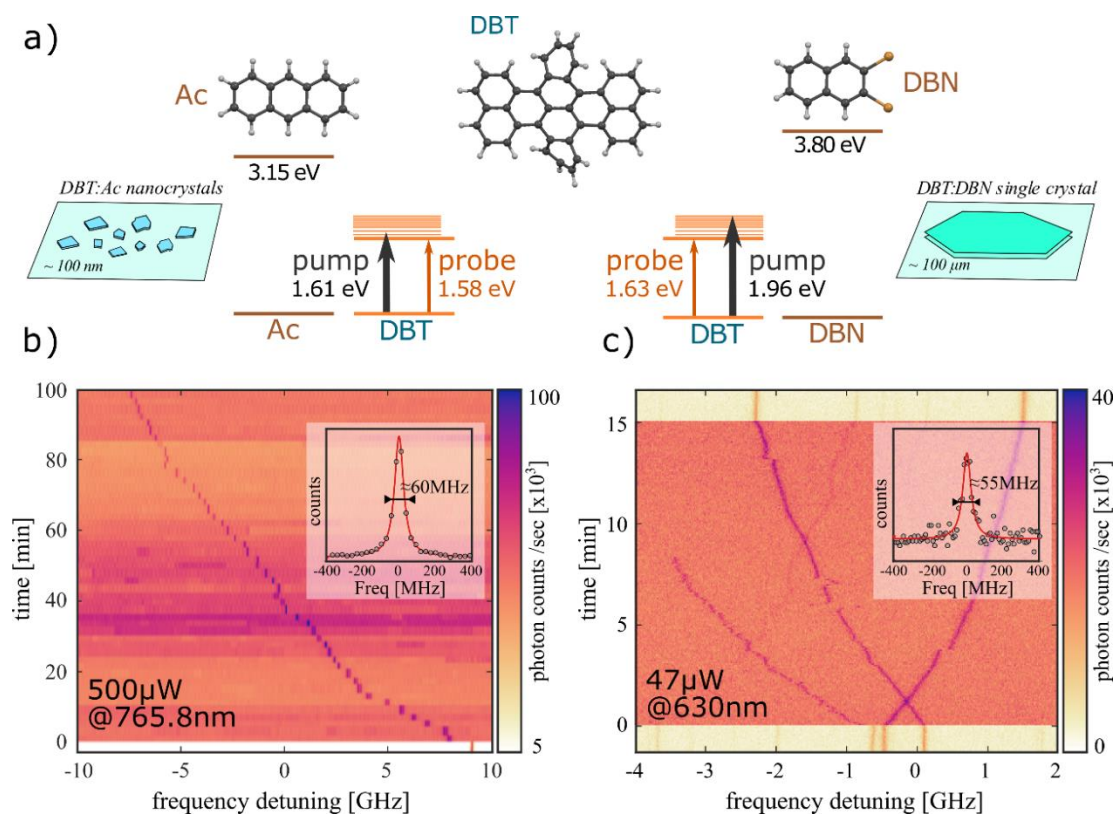 a)
DBT
Ac
DBN
3.15 eV
3.80 eV
DBT:Ac nanocrystals
~ 100 nm
DBT:DBN single crystal
~ 100 μm
pump
1.61 eV
probe
1.58 eV
probe
1.63 eV
pump
1.96 eV
Ac
DBT
DBT
DBN
b)
100
80
60
40
20
0
time [min]
-10
-5
0
5
10
frequency detuning [GHz]
500μW
@765.8nm
counts
≈60MHz
-400
-200
0
200
400
Freq [MHz]
100
5
photon counts /sec [x10³]
c)
15
10
5
0
time [min]
-4
-3
-2
-1
0
1
2
frequency detuning [GHz]
47μW
@630nm
counts
≈55MHz
-400
-200
0
200
400
Freq [MHz]
40
0
photon counts /sec [x10³]